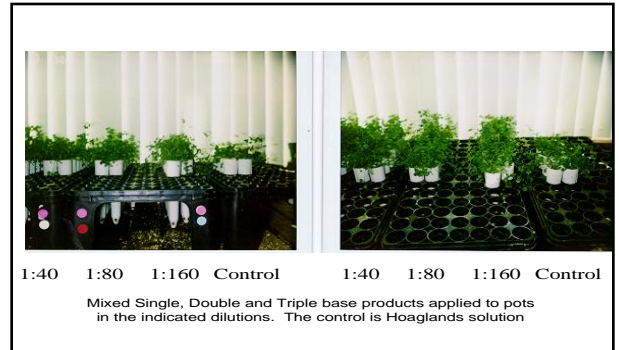 1:40 1:80 1:160 Control 1:40 1:80 1:160 Control
Mixed Single, Double and Triple base products applied to pots
in the indicated dilutions. The control is Hoaglands solution